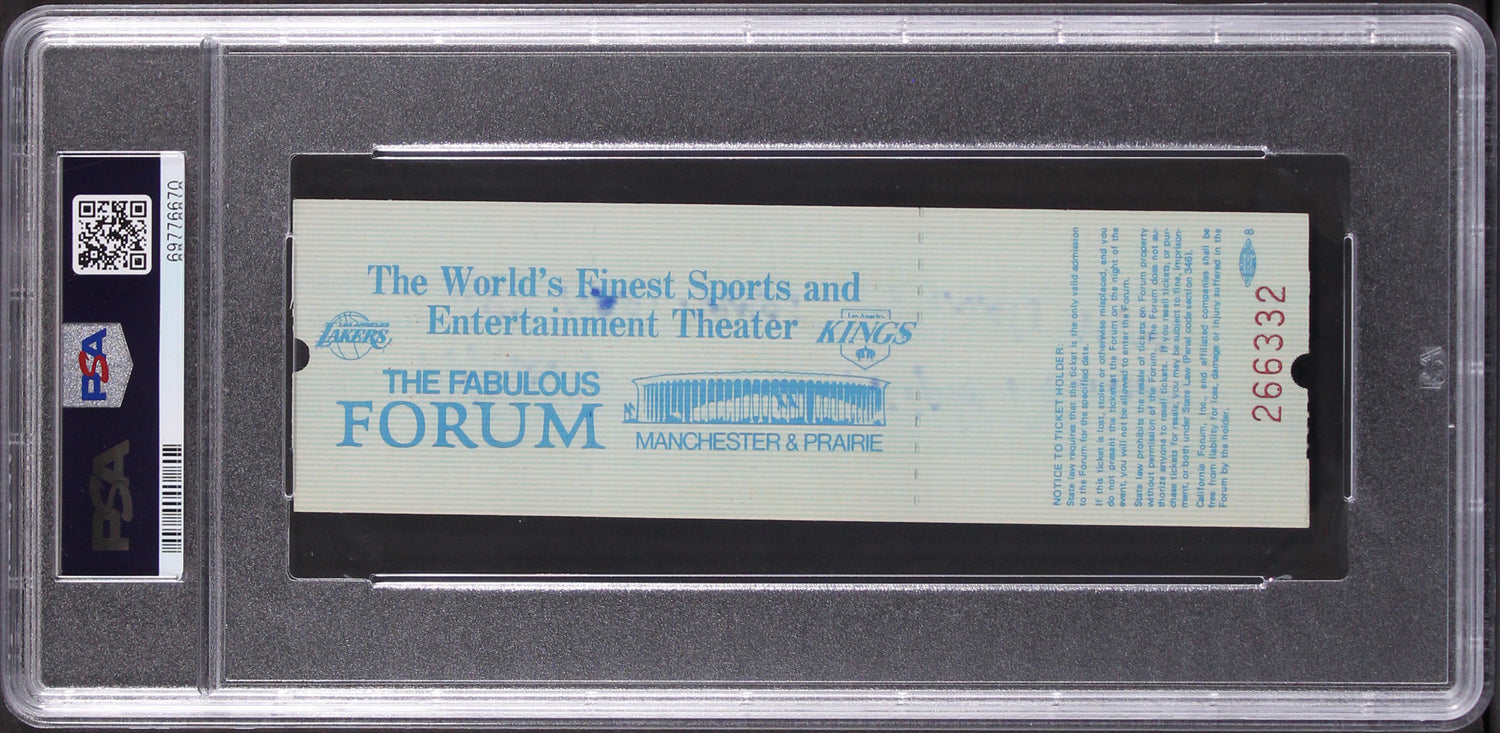 69776670
PSA
PSA
The World's Finest Sports and
Entertainment Theater
LOS ANGELES
LAKERS
Los Angeles
KINGS
THE FABULOUS
FORUM
MANCHESTER & PRAIRIE
NOTICE TO TICKET HOLDER:
State law requires that this ticket is the only valid admission
to the Forum for the specified date.
If this ticket is lost, stolen or otherwise misplaced, and you
do not present the ticket at the Forum on the night of the
event, you will not be allowed to enter the Forum.
State law prohibits the resale of tickets on Forum property
without permission of the Forum. The Forum does not au-
thorize anyone to resell tickets. If you resell tickets, or pur-
chase tickets for resale, you may be subject to fine, imprison-
ment, or both under State Law (Penal code section 346).
California Forum, Inc., and affiliated companies shall be
free from liability for loss, damage or injury suffered in the
Forum by the holder.
8
266332
PSA